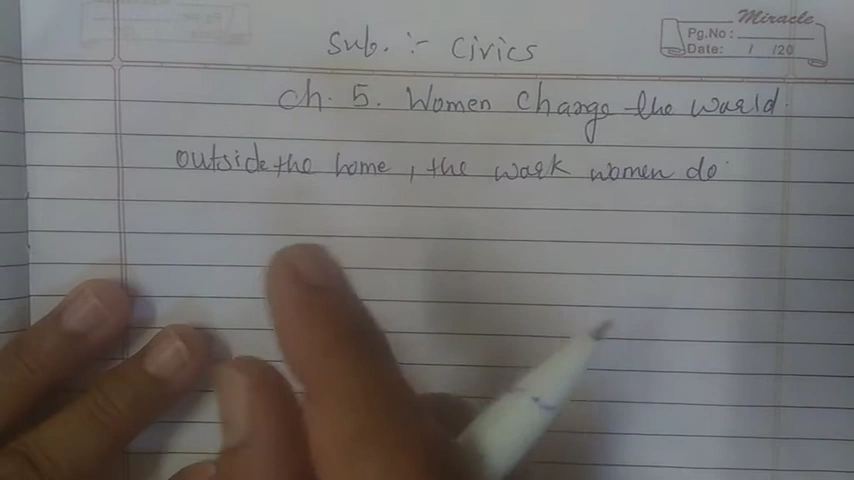 Miracle
Pg.No :
Date: / /20
Sub. :- Civics
Ch. 5. Women Change the world.
outside the home, the work women do